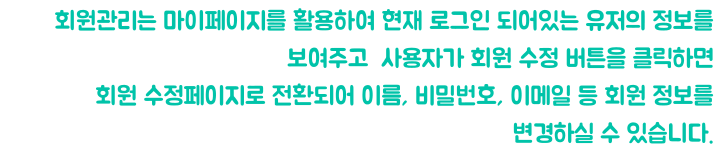 회원관리는 마이페이지를 활용하여 현재 로그인 되어있는 유저의 정보를
보여주고  사용자가 회원 수정 버튼을 클릭하면
회원 수정페이지로 전환되어 이름, 비밀번호, 이메일 등 회원 정보를
변경하실 수 있습니다.